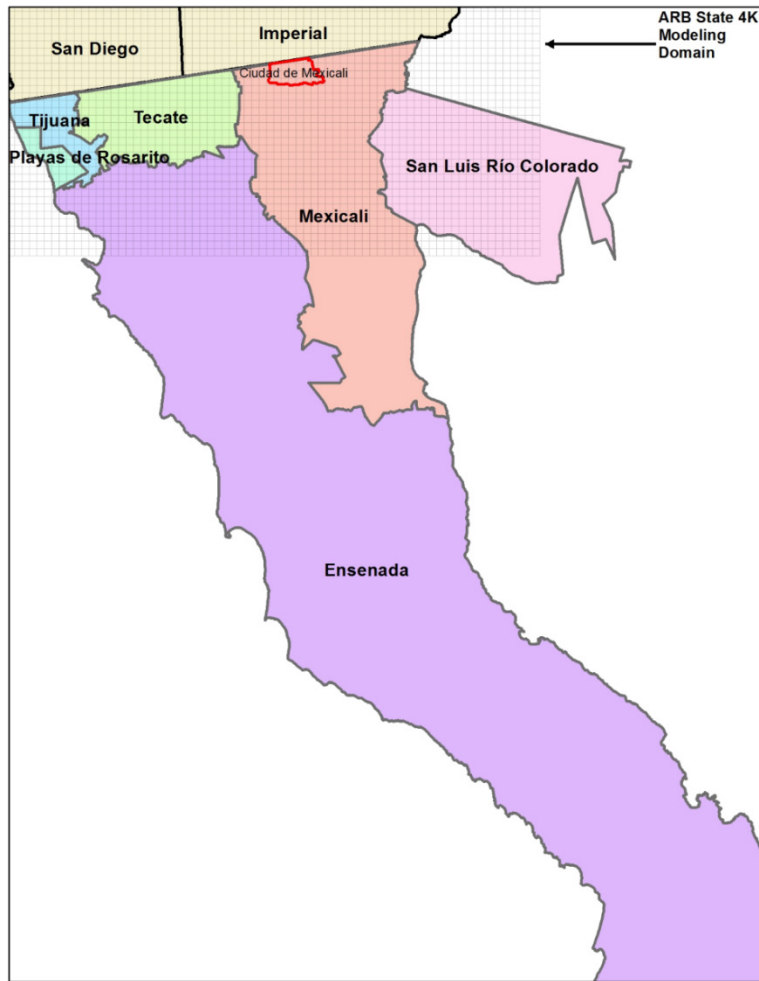 ARB State 4K
Modeling
Domain
Imperial
San Diego
Ciudad de Mexicali
Tijuana
Tecate
Playas de Rosarito
San Luis Río Colorado
Mexicali
Ensenada